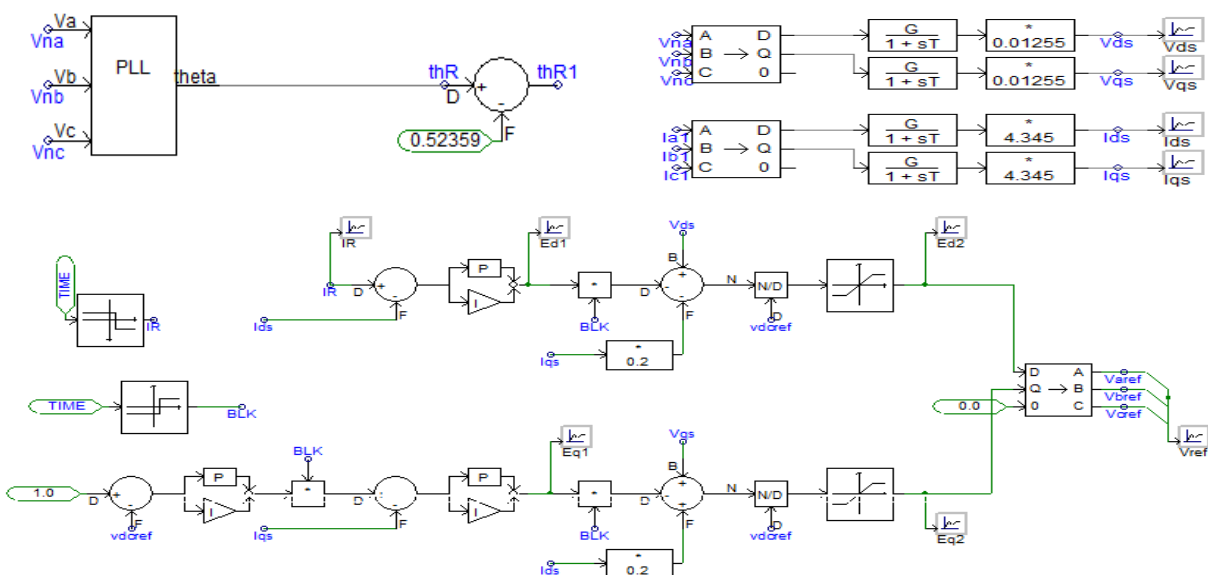 Va
Vna
Vb
Vnb
Vc
Vnc
PLL
theta
thR
D
+
-
F
thR1
0.52359
Vna
Vnb
Vnc
A
B
C
D
Q
0
G
1 + sT
*
0.01255
Vds
Vds
G
1 + sT
*
0.01255
Vqs
Vqs
Ia1
Ib1
Ic1
A
B
C
D
Q
0
G
1 + sT
*
4.345
Ids
Ids
G
1 + sT
*
4.345
Iqs
Iqs
TIME
IR
IR
IR
D
+
-
F
Ids
P
I
Ed1
*
BLK
Vds
B
+
D
-
+
F
Iqs
*
0.2
N
N/D
D
vdcref
Ed2
TIME
BLK
D
Q
0
A
B
C
0.0
Varef
Vbref
Vcref
Vref
1.0
D
+
-
F
vdcref
P
I
BLK
*
D
+
-
F
Iqs
P
I
Eq1
*
BLK
Vqs
B
+
D
-
+
F
Ids
*
0.2
N
N/D
D
vdcref
Eq2